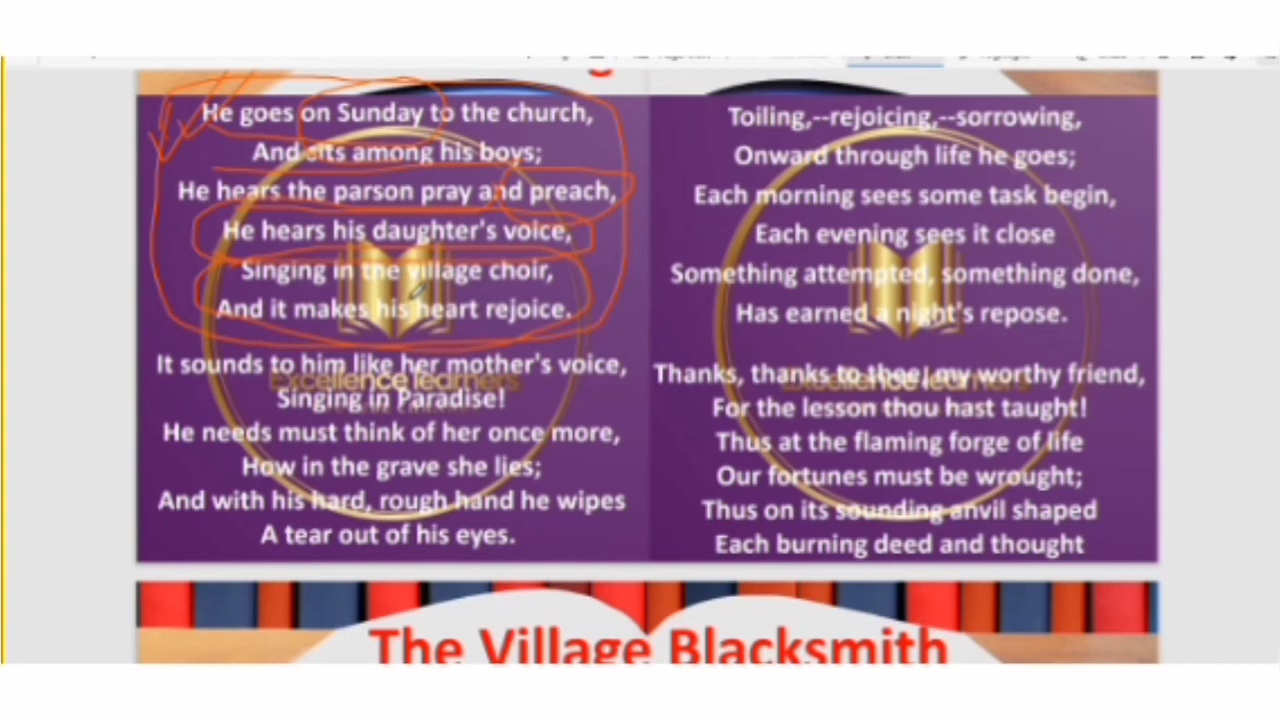 He goes on Sunday to the church,
And sits among his boys;
He hears the parson pray and preach,
He hears his daughter's voice,
Singing in the village choir,
And it makes his heart rejoice.
It sounds to him like her mother's voice,
Singing in Paradise!
He needs must think of her once more,
How in the grave she lies;
And with his hard, rough hand he wipes
A tear out of his eyes.
Toiling,--rejoicing,--sorrowing,
Onward through life he goes;
Each morning sees some task begin,
Each evening sees it close
Something attempted, something done,
Has earned a night's repose.
Thanks, thanks to thee, my worthy friend,
For the lesson thou hast taught!
Thus at the flaming forge of life
Our fortunes must be wrought;
Thus on its sounding anvil shaped
Each burning deed and thought
Excellence learners
Excellence learners
The Village Blacksmith